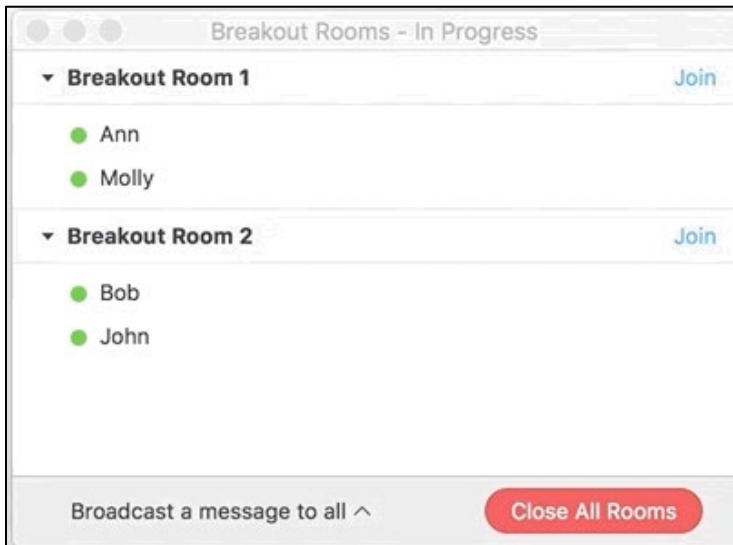 Breakout Rooms - In Progress
Breakout Room 1 Join
Ann
Molly
Breakout Room 2 Join
Bob
John
Broadcast a message to all Close All Rooms